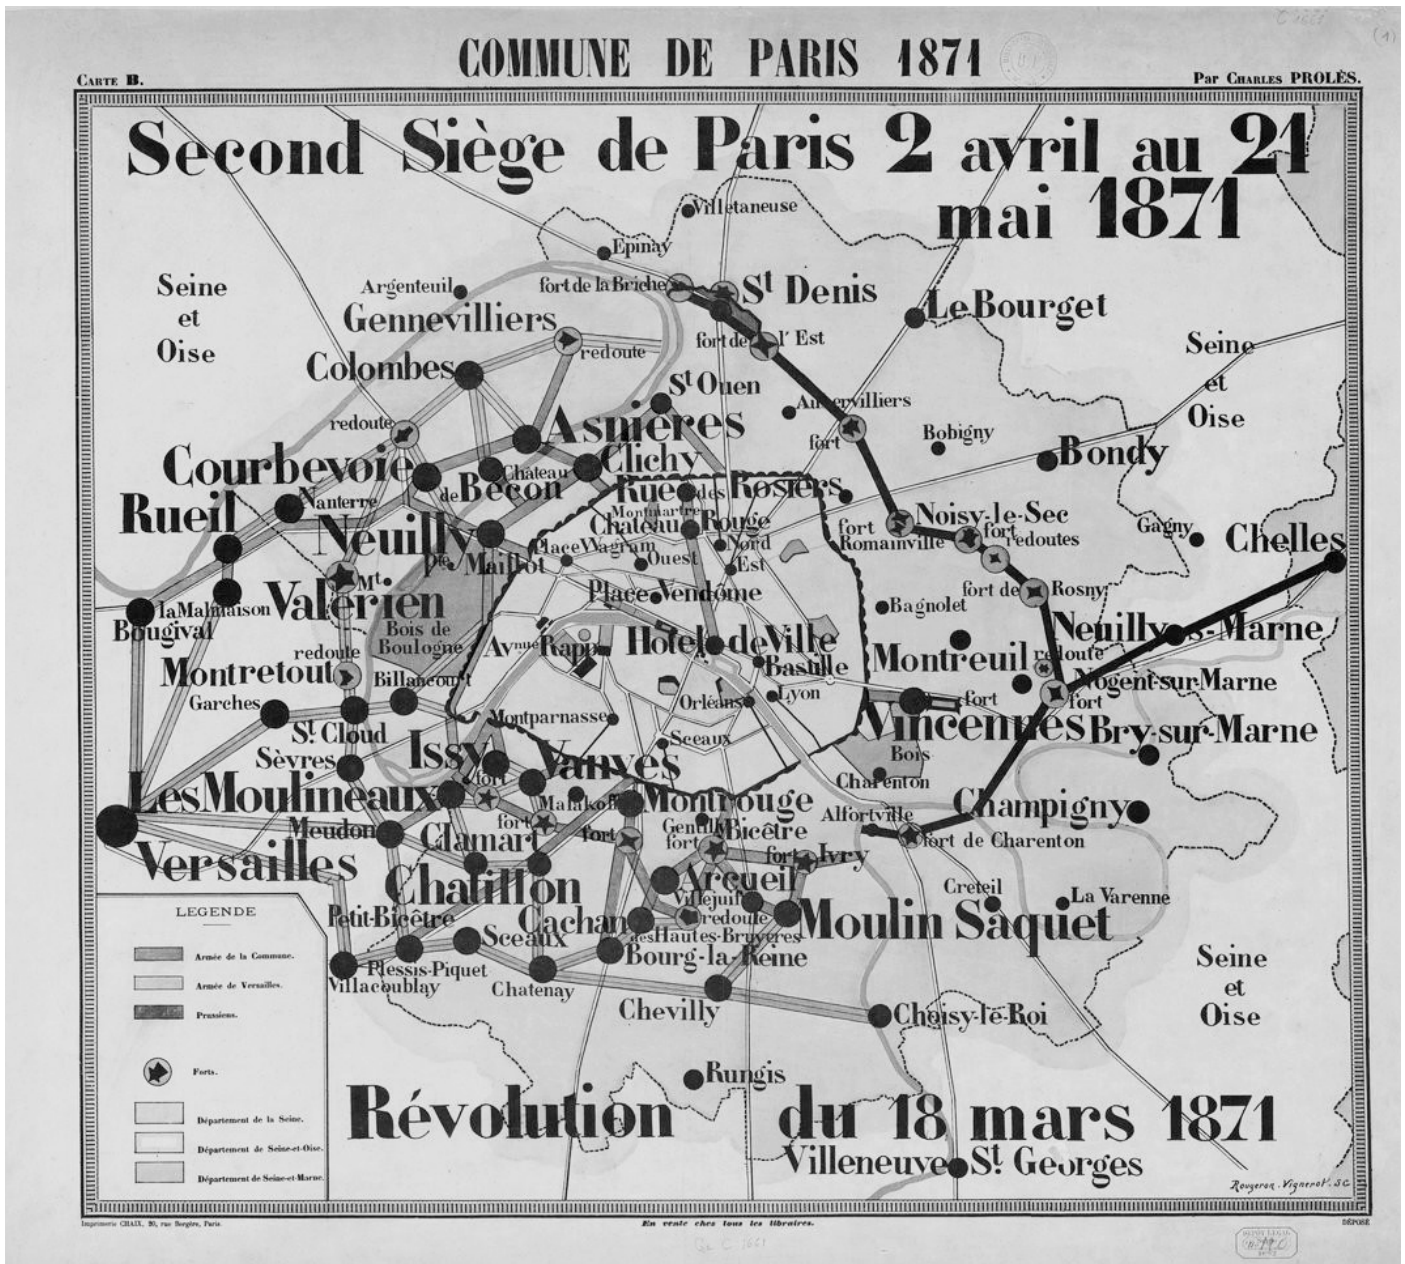 COMMUNE DE PARIS 1871
CARTE B.
Par CHARLES PROLÈS.
Second Siège de Paris 2 avril au 21
mai 1871
Villetaneuse
Epinay
Seine
et
Oise
Argenteuil
fort de la Briche
St Denis
Le Bourget
Gennevilliers
redoute
fort de l'Est
Seine
et
Oise
Colombes
St Ouen
redoute
Asnières
Aubervilliers
fort
Bobigny
Bondy
Courbevoie
Château
de Bécon
Clichy
Rue des Rosiers
Montmartre
Nanterre
Rueil
Château Rouge
fort
Romainville
Noisy-le-Sec
fort
redoutes
Gagny
Chelles
Neuilly
Pte Maillot
Place Wagram
Nord
Ouest
Est
Mt
Valérien
Place Vendôme
fort de Rosny
Bagnolet
la Malmaison
Bougival
Bois de
Boulogne
Avnue Rapp
Hotel de Ville
Bastille
Neuilly-s-Marne
Montreuil
redoute
redoute
Montretout
Billancourt
Nogent-sur-Marne
fort
Garches
Orléans
Lyon
fort
Vincennes
St. Cloud
Montparnasse
Sceaux
Bry-sur-Marne
Sèvres
Issy
fort
Vanves
Bois
Charenton
Les Moulineaux
Malakoff
Montrouge
Alfortville
Champigny
Meudon
Clamart
fort
fort
Gentilly
fort
Bicêtre
fort
Ivry
fort de Charenton
Versailles
Chatillon
Arcueil
Creteil
La Varenne
Villejuif
redoute
des Hautes-Bruyères
Petit-Bicêtre
Cachan
Moulin Saquet
Sceaux
Plessis-Piquet
Villacoublay
Bourg-la-Reine
Chatenay
Chevilly
Choisy-le-Roi
Seine
et
Oise
LEGENDE
Armée de la Commune.
Armée de Versailles.
Prussiens.
Forts.
Département de la Seine.
Département de Seine-et-Oise.
Département de Seine-et-Marne.
Rungis
Révolution du 18 mars 1871
Villeneuve St. Georges
Rougeron. Vignerot. SC
Imprimerie CHAIX, 20, rue Bergère, Paris.
En vente chez tous les libraires.
DÉPOSÉ
DÉPOT LÉGAL